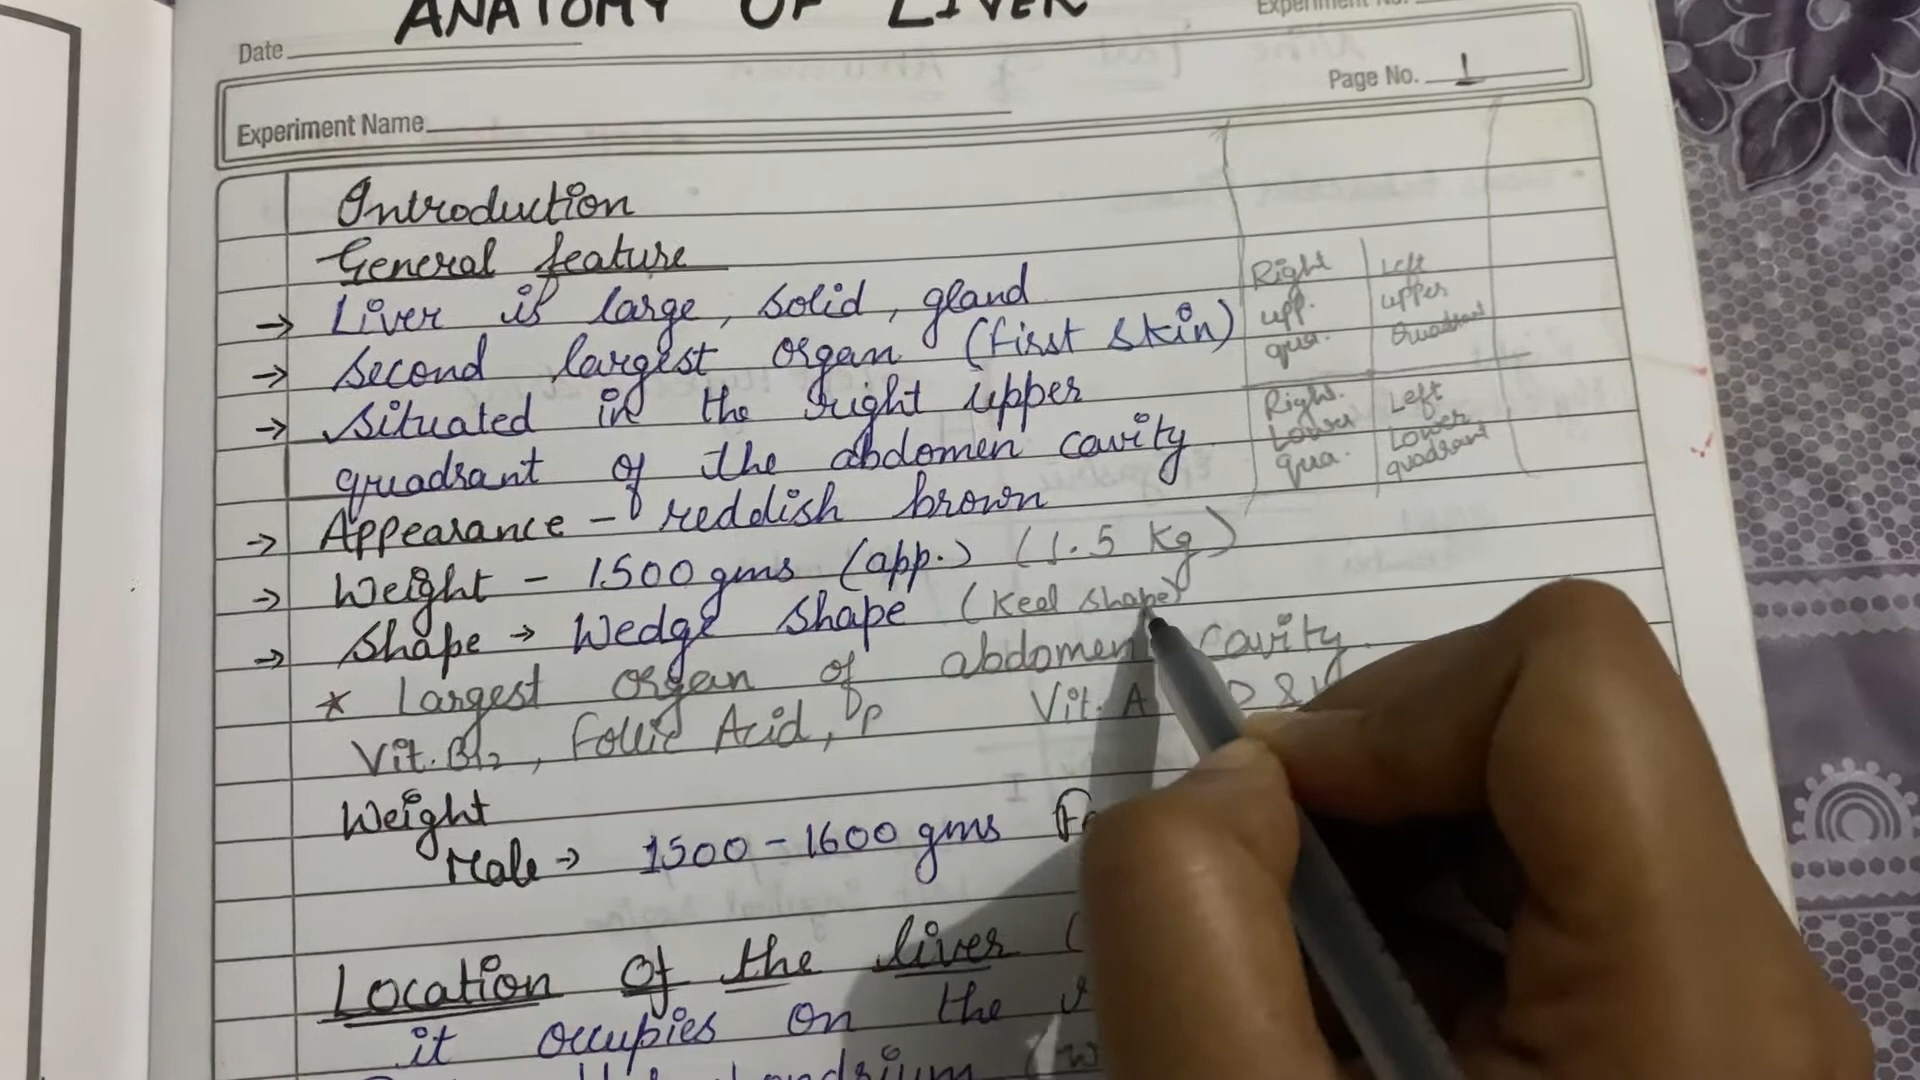 ANATOMY OF LIVER
Experiment No.
Date
Page No. 1
Experiment Name
Introduction
General feature
→ Liver is large, solid, gland
→ Second largest organ (first skin)
→ Situated in the right upper
quadrant of the abdomen cavity
→ Appearance - reddish brown
→ Weight - 1500 gms (app.) (1.5 Kg)
→ Shape → Wedge shape (Keel shape)
* Largest organ of abdomen cavity
Vit. B12, Follic Acid, Vit. A D &
Weight
Male → 1500-1600 gms
Location of the liver (
it occupies on the
Right Left
upp. upper
qua. Quadrant
Right. Left
Lower Lower
qua. quadrant